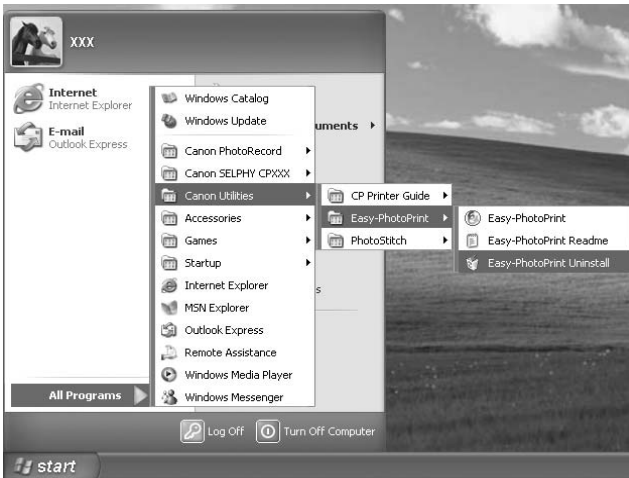 XXX
Internet
Internet Explorer
E-mail
Outlook Express
Windows Catalog
Windows Update
Canon PhotoRecord
Canon SELPHY CPXXX
Canon Utilities
Accessories
Games
Startup
Internet Explorer
MSN Explorer
Outlook Express
Remote Assistance
Windows Media Player
Windows Messenger
uments
s
CP Printer Guide
Easy-PhotoPrint
PhotoStitch
Easy-PhotoPrint
Easy-PhotoPrint Readme
Easy-PhotoPrint Uninstall
All Programs
Log Off
Turn Off Computer
start